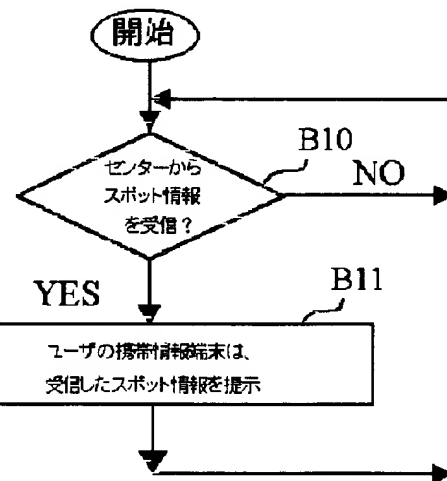 開始
センターから
スポット情報
を受信？
B10
NO
YES
B11
ユーザの携帯情報端末は、
受信したスポット情報を提示